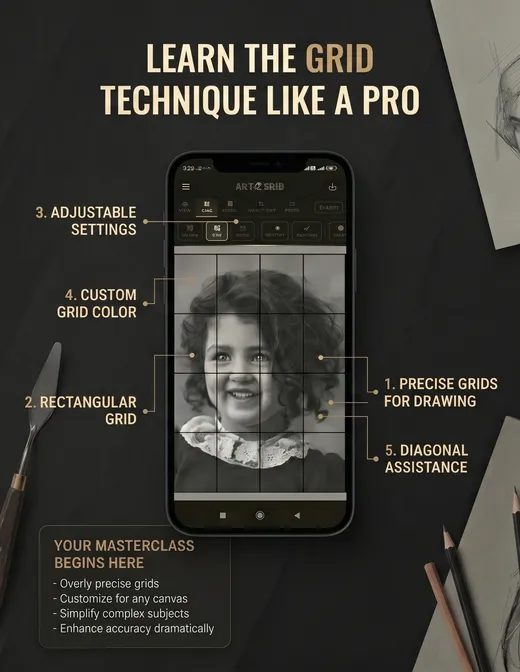 LEARN THE GRID
TECHNIQUE LIKE A PRO
3. ADJUSTABLE
SETTINGS
4. CUSTOM
GRID COLOR
2. RECTANGULAR
GRID
1. PRECISE GRIDS
FOR DRAWING
5. DIAGONAL
ASSISTANCE
YOUR MASTERCLASS
BEGINS HERE
- Overly precise grids
- Customize for any canvas
- Simplify complex subjects
- Enhance accuracy dramatically